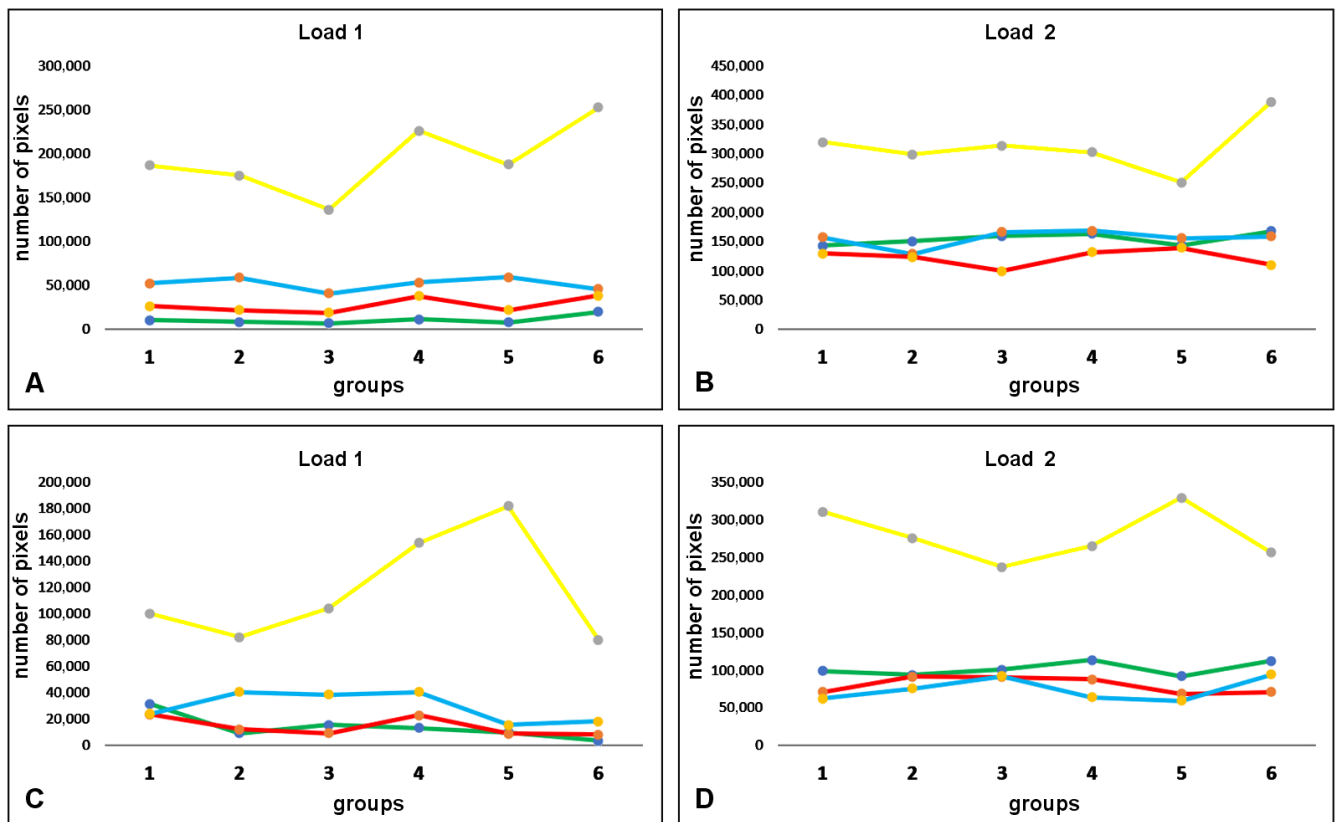 Load 1
number of pixels
300,000
250,000
200,000
150,000
100,000
50,000
0
1 2 3 4 5 6
groups
A
Load 2
number of pixels
450,000
400,000
350,000
300,000
250,000
200,000
150,000
100,000
50,000
0
1 2 3 4 5 6
groups
B
Load 1
number of pixels
200,000
180,000
160,000
140,000
120,000
100,000
80,000
60,000
40,000
20,000
0
1 2 3 4 5 6
groups
C
Load 2
number of pixels
350,000
300,000
250,000
200,000
150,000
100,000
50,000
0
1 2 3 4 5 6
groups
D